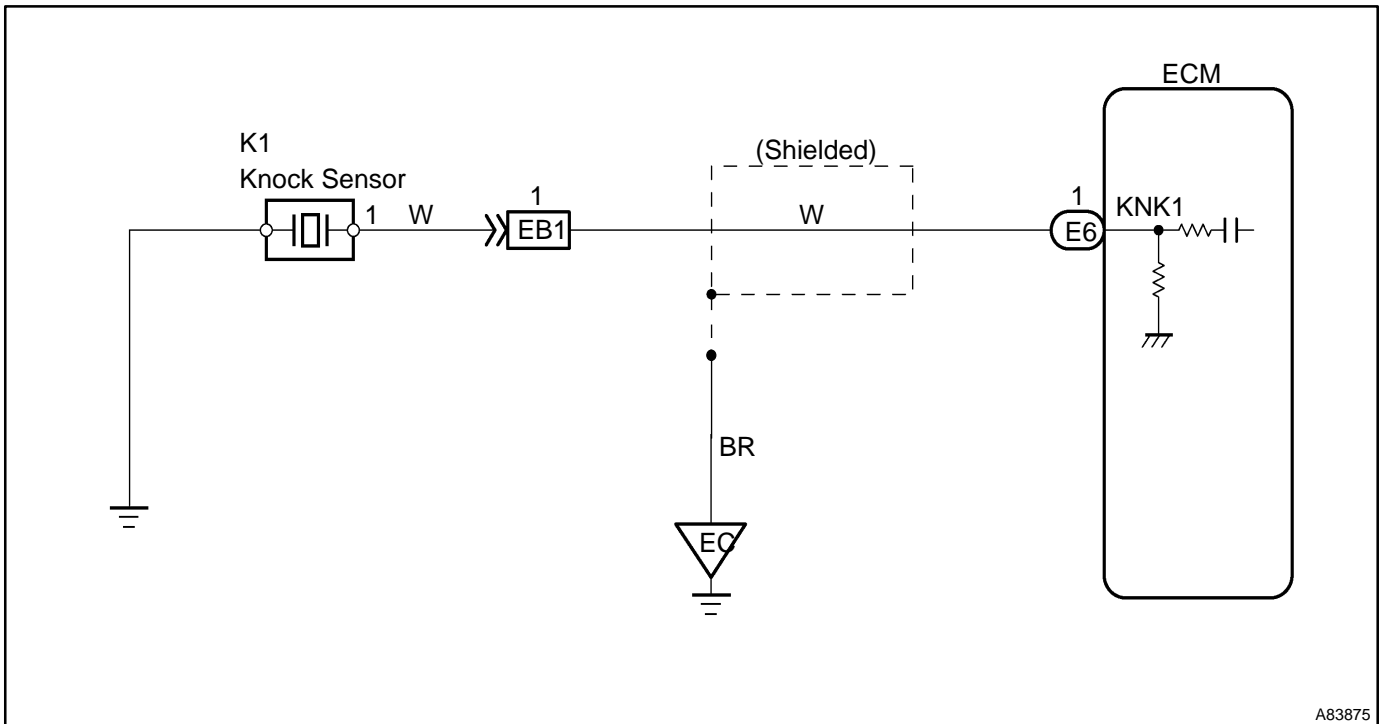 ECM
K1
Knock Sensor
(Shielded)
1
W
1
EB1
W
1
E6
KNK1
BR
EC
A83875